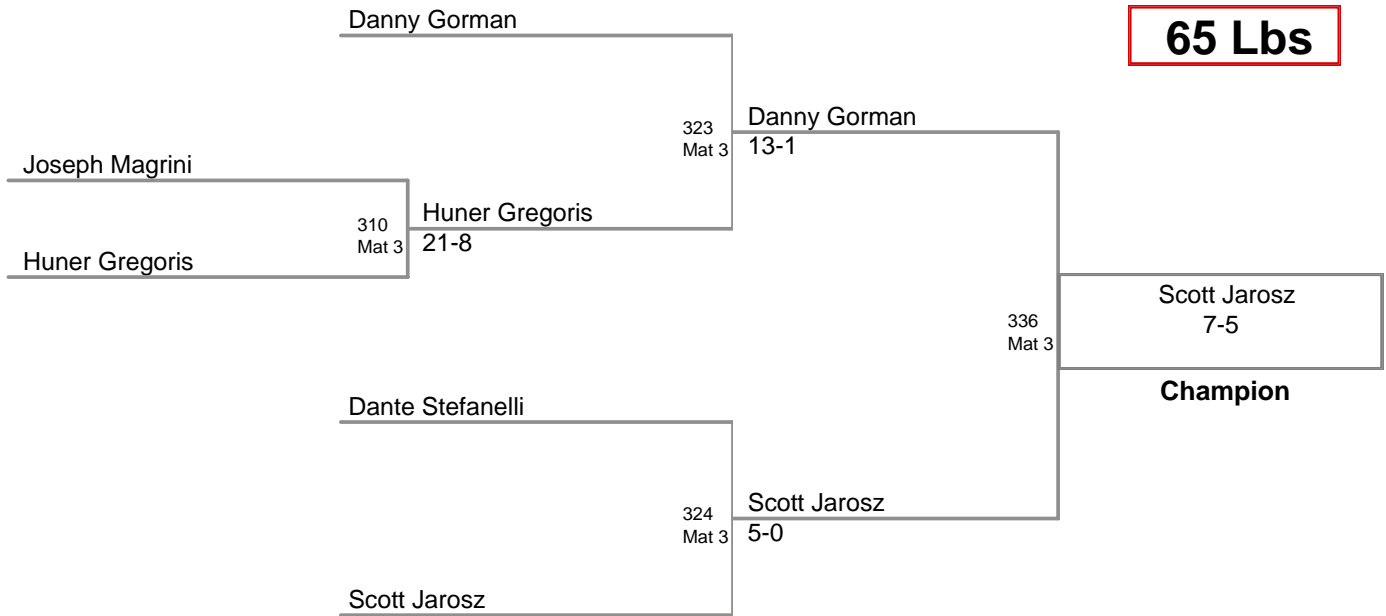 Danny Gorman
65 Lbs
323
Mat 3
Danny Gorman
13-1
Joseph Magrini
310
Mat 3
Huner Gregoris
21-8
Huner Gregoris
Scott Jarosz
7-5
336
Mat 3
Champion
Dante Stefanelli
324
Mat 3
Scott Jarosz
5-0
Scott Jarosz